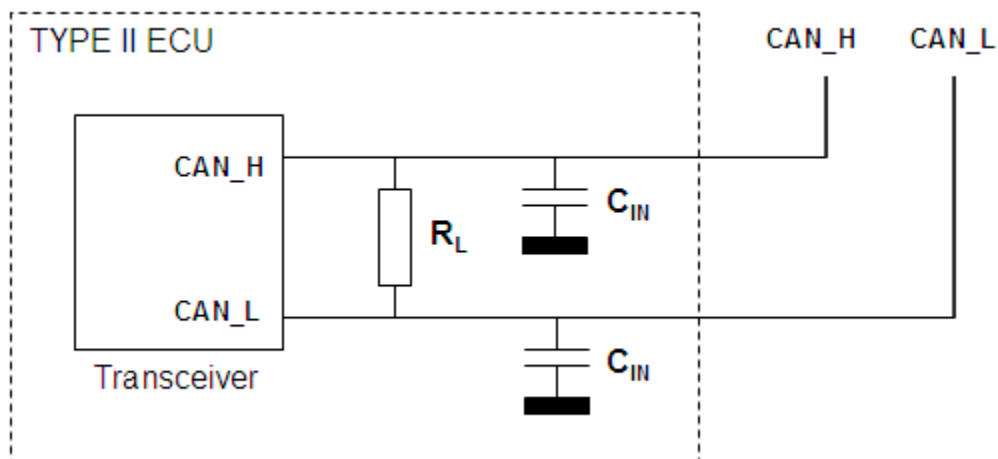 TYPE II ECU
CAN_H
CAN_L
CAN_H
R_L
C_IN
CAN_L
C_IN
Transceiver